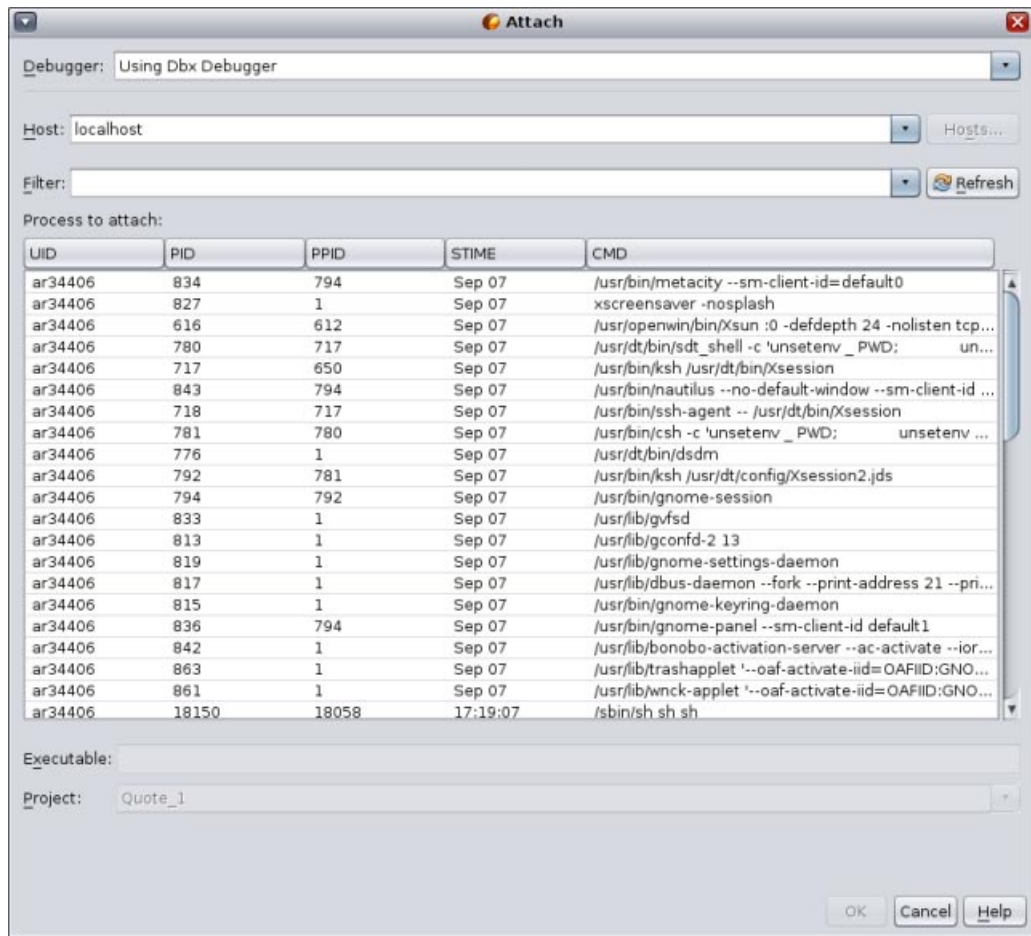 Attach
Debugger: Using Dbx Debugger
Host: localhost Hosts...
Filter: Refresh
Process to attach:
UID PID PPID STIME CMD
ar34406 834 794 Sep 07 /usr/bin/metacity --sm-client-id=default0
ar34406 827 1 Sep 07 xscreensaver -nosplash
ar34406 616 612 Sep 07 /usr/openwin/bin/Xsun :0 -defdepth 24 -nolisten tcp...
ar34406 780 717 Sep 07 /usr/dt/bin/sdt_shell -c 'unsetenv _ PWD; un...
ar34406 717 650 Sep 07 /usr/bin/ksh /usr/dt/bin/Xsession
ar34406 843 794 Sep 07 /usr/bin/nautilus --no-default-window --sm-client-id ...
ar34406 718 717 Sep 07 /usr/bin/ssh-agent -- /usr/dt/bin/Xsession
ar34406 781 780 Sep 07 /usr/bin/csh -c 'unsetenv _ PWD; unsetenv ...
ar34406 776 1 Sep 07 /usr/dt/bin/dsdm
ar34406 792 781 Sep 07 /usr/bin/ksh /usr/dt/config/Xsession2.jds
ar34406 794 792 Sep 07 /usr/bin/gnome-session
ar34406 833 1 Sep 07 /usr/lib/gvfsd
ar34406 813 1 Sep 07 /usr/lib/gconfd-2 13
ar34406 819 1 Sep 07 /usr/lib/gnome-settings-daemon
ar34406 817 1 Sep 07 /usr/lib/dbus-daemon --fork --print-address 21 --pri...
ar34406 815 1 Sep 07 /usr/bin/gnome-keyring-daemon
ar34406 836 794 Sep 07 /usr/bin/gnome-panel --sm-client-id default1
ar34406 842 1 Sep 07 /usr/lib/bonobo-activation-server --ac-activate --ior...
ar34406 863 1 Sep 07 /usr/lib/trashapplet '--oaf-activate-iid=OAFIID:GNO...
ar34406 861 1 Sep 07 /usr/lib/wnck-applet '--oaf-activate-iid=OAFIID:GNO...
ar34406 18150 18058 17:19:07 /sbin/sh sh sh
Executable:
Project: Quote_1
OK Cancel Help